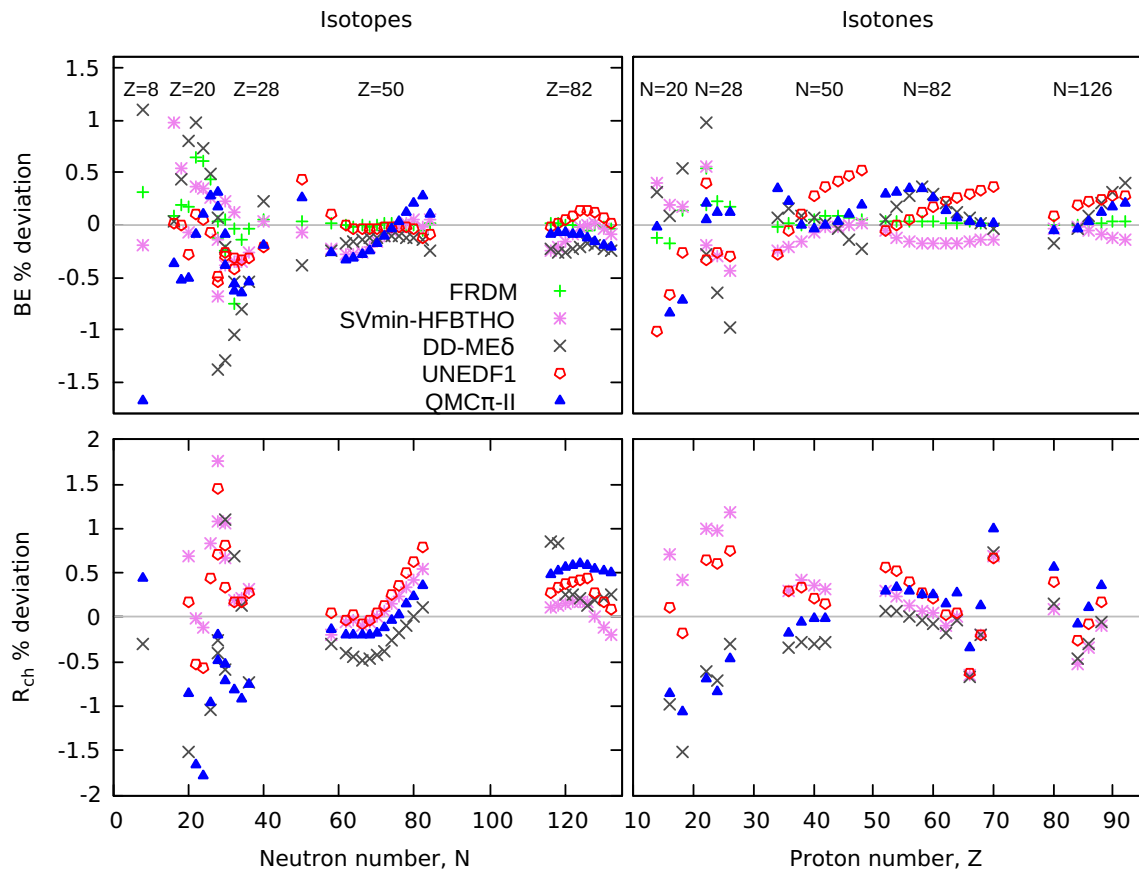 Isotopes
Isotones
1.5
1
0.5
0
-0.5
-1
-1.5
BE % deviation
Z=8
Z=20
Z=28
Z=50
Z=82
N=20
N=28
N=50
N=82
N=126
FRDM
SVmin-HFBTHO
DD-MEδ
UNEDF1
QMCπ-II
2
1.5
1
0.5
0
-0.5
-1
-1.5
-2
Rch % deviation
0 20 40 60 80 100 120
10 20 30 40 50 60 70 80 90
Neutron number, N
Proton number, Z